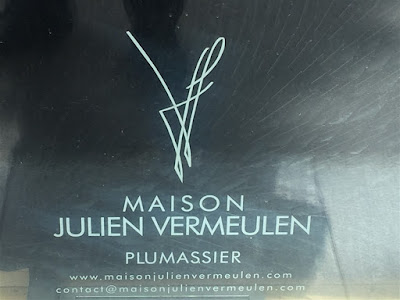 MAISON
JULIEN VERMEULEN
PLUMASSIER
www.maisonjulienvermeulen.com
contact@maisonjulienvermeulen.com